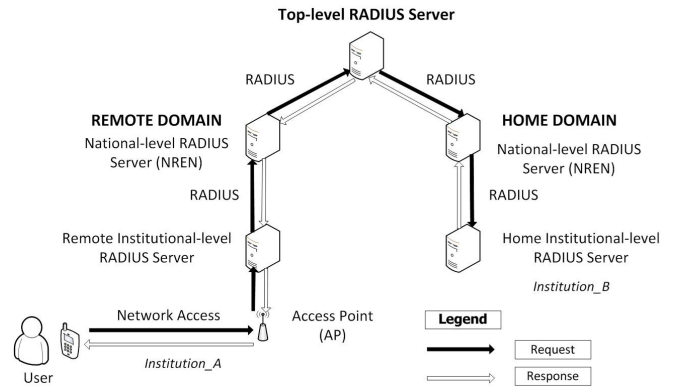 Top-level RADIUS Server
RADIUS
RADIUS
REMOTE DOMAIN
National-level RADIUS
Server (NREN)
HOME DOMAIN
National-level RADIUS
Server (NREN)
RADIUS
RADIUS
Remote Institutional-level
RADIUS Server
Home Institutional-level
RADIUS Server
Institution_B
Network Access
Access Point
(AP)
Institution_A
User
Legend
Request
Response